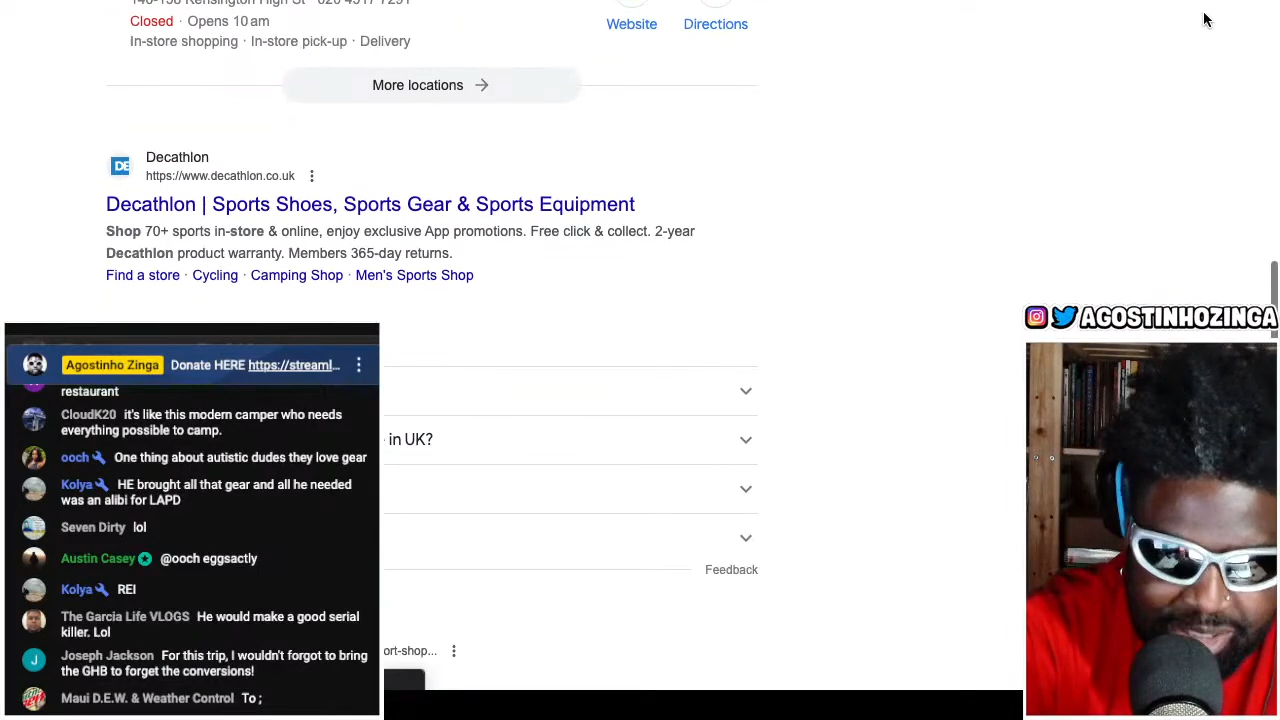 Closed · Opens 10 am
In-store shopping · In-store pick-up · Delivery
Website
Directions
More locations
DE
Decathlon
https://www.decathlon.co.uk
Decathlon | Sports Shoes, Sports Gear & Sports Equipment
Shop 70+ sports in-store & online, enjoy exclusive App promotions. Free click & collect. 2-year
Decathlon product warranty. Members 365-day returns.
Find a store · Cycling · Camping Shop · Men's Sports Shop
in UK?
Feedback
ort-shop...
Agostinho Zinga Donate HERE https://streaml...
restaurant
CloudK20 it's like this modern camper who needs
everything possible to camp.
ooch One thing about autistic dudes they love gear
Kolya HE brought all that gear and all he needed
was an alibi for LAPD
Seven Dirty lol
Austin Casey @ooch eggsactly
Kolya REI
The Garcia Life VLOGS He would make a good serial
killer. Lol
J Joseph Jackson For this trip, I wouldn't forgot to bring
the GHB to forget the conversions!
Maui D.E.W. & Weather Control To ;
AGOSTINHOZINGA